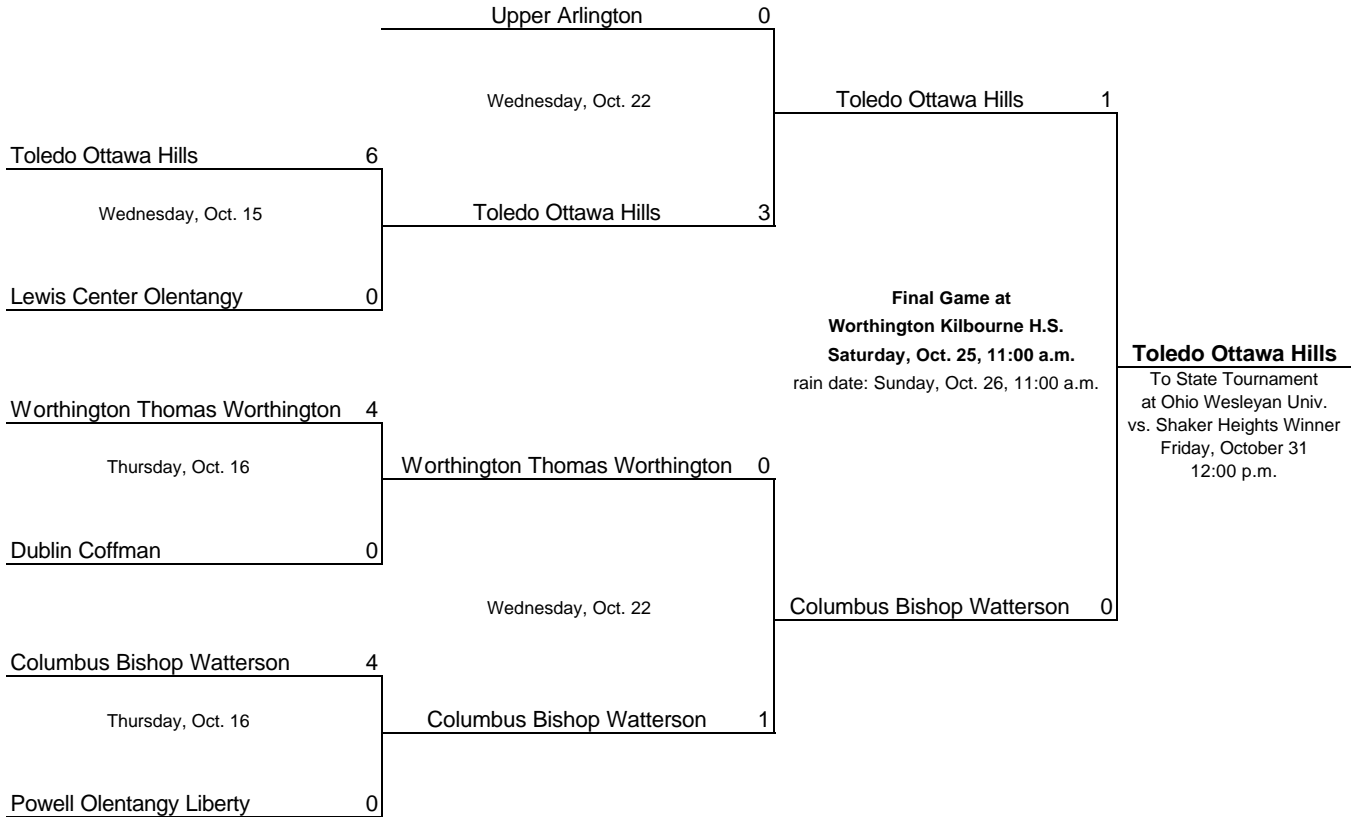 Upper Arlington 0
Wednesday, Oct. 22
Toledo Ottawa Hills 1
Toledo Ottawa Hills 6
Wednesday, Oct. 15
Toledo Ottawa Hills 3
Lewis Center Olentangy 0
Final Game at
Worthington Kilbourne H.S.
Saturday, Oct. 25, 11:00 a.m.
rain date: Sunday, Oct. 26, 11:00 a.m.
Toledo Ottawa Hills
To State Tournament
at Ohio Wesleyan Univ.
vs. Shaker Heights Winner
Friday, October 31
12:00 p.m.
Worthington Thomas Worthington 4
Thursday, Oct. 16
Worthington Thomas Worthington 0
Dublin Coffman 0
Wednesday, Oct. 22
Columbus Bishop Watterson 0
Columbus Bishop Watterson 4
Thursday, Oct. 16
Columbus Bishop Watterson 1
Powell Olentangy Liberty 0